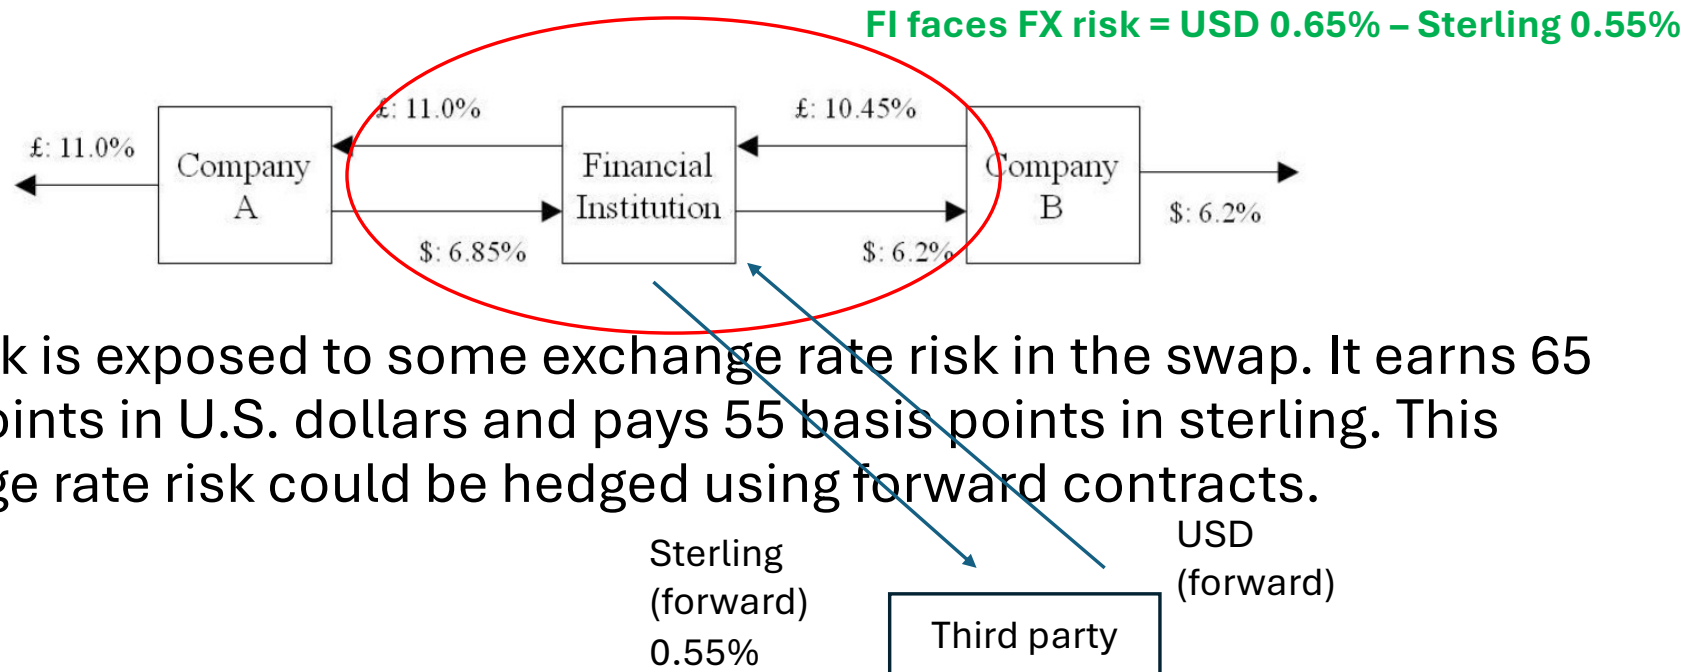 FI faces FX risk = USD 0.65% – Sterling 0.55%
£: 11.0%
£: 11.0%
£: 10.45%
Company
A
Financial
Institution
Company
B
$: 6.85%
$: 6.2%
$: 6.2%
k is exposed to some exchange rate risk in the swap. It earns 65
oints in U.S. dollars and pays 55 basis points in sterling. This
ge rate risk could be hedged using forward contracts.
Sterling
(forward)
0.55%
USD
(forward)
Third party